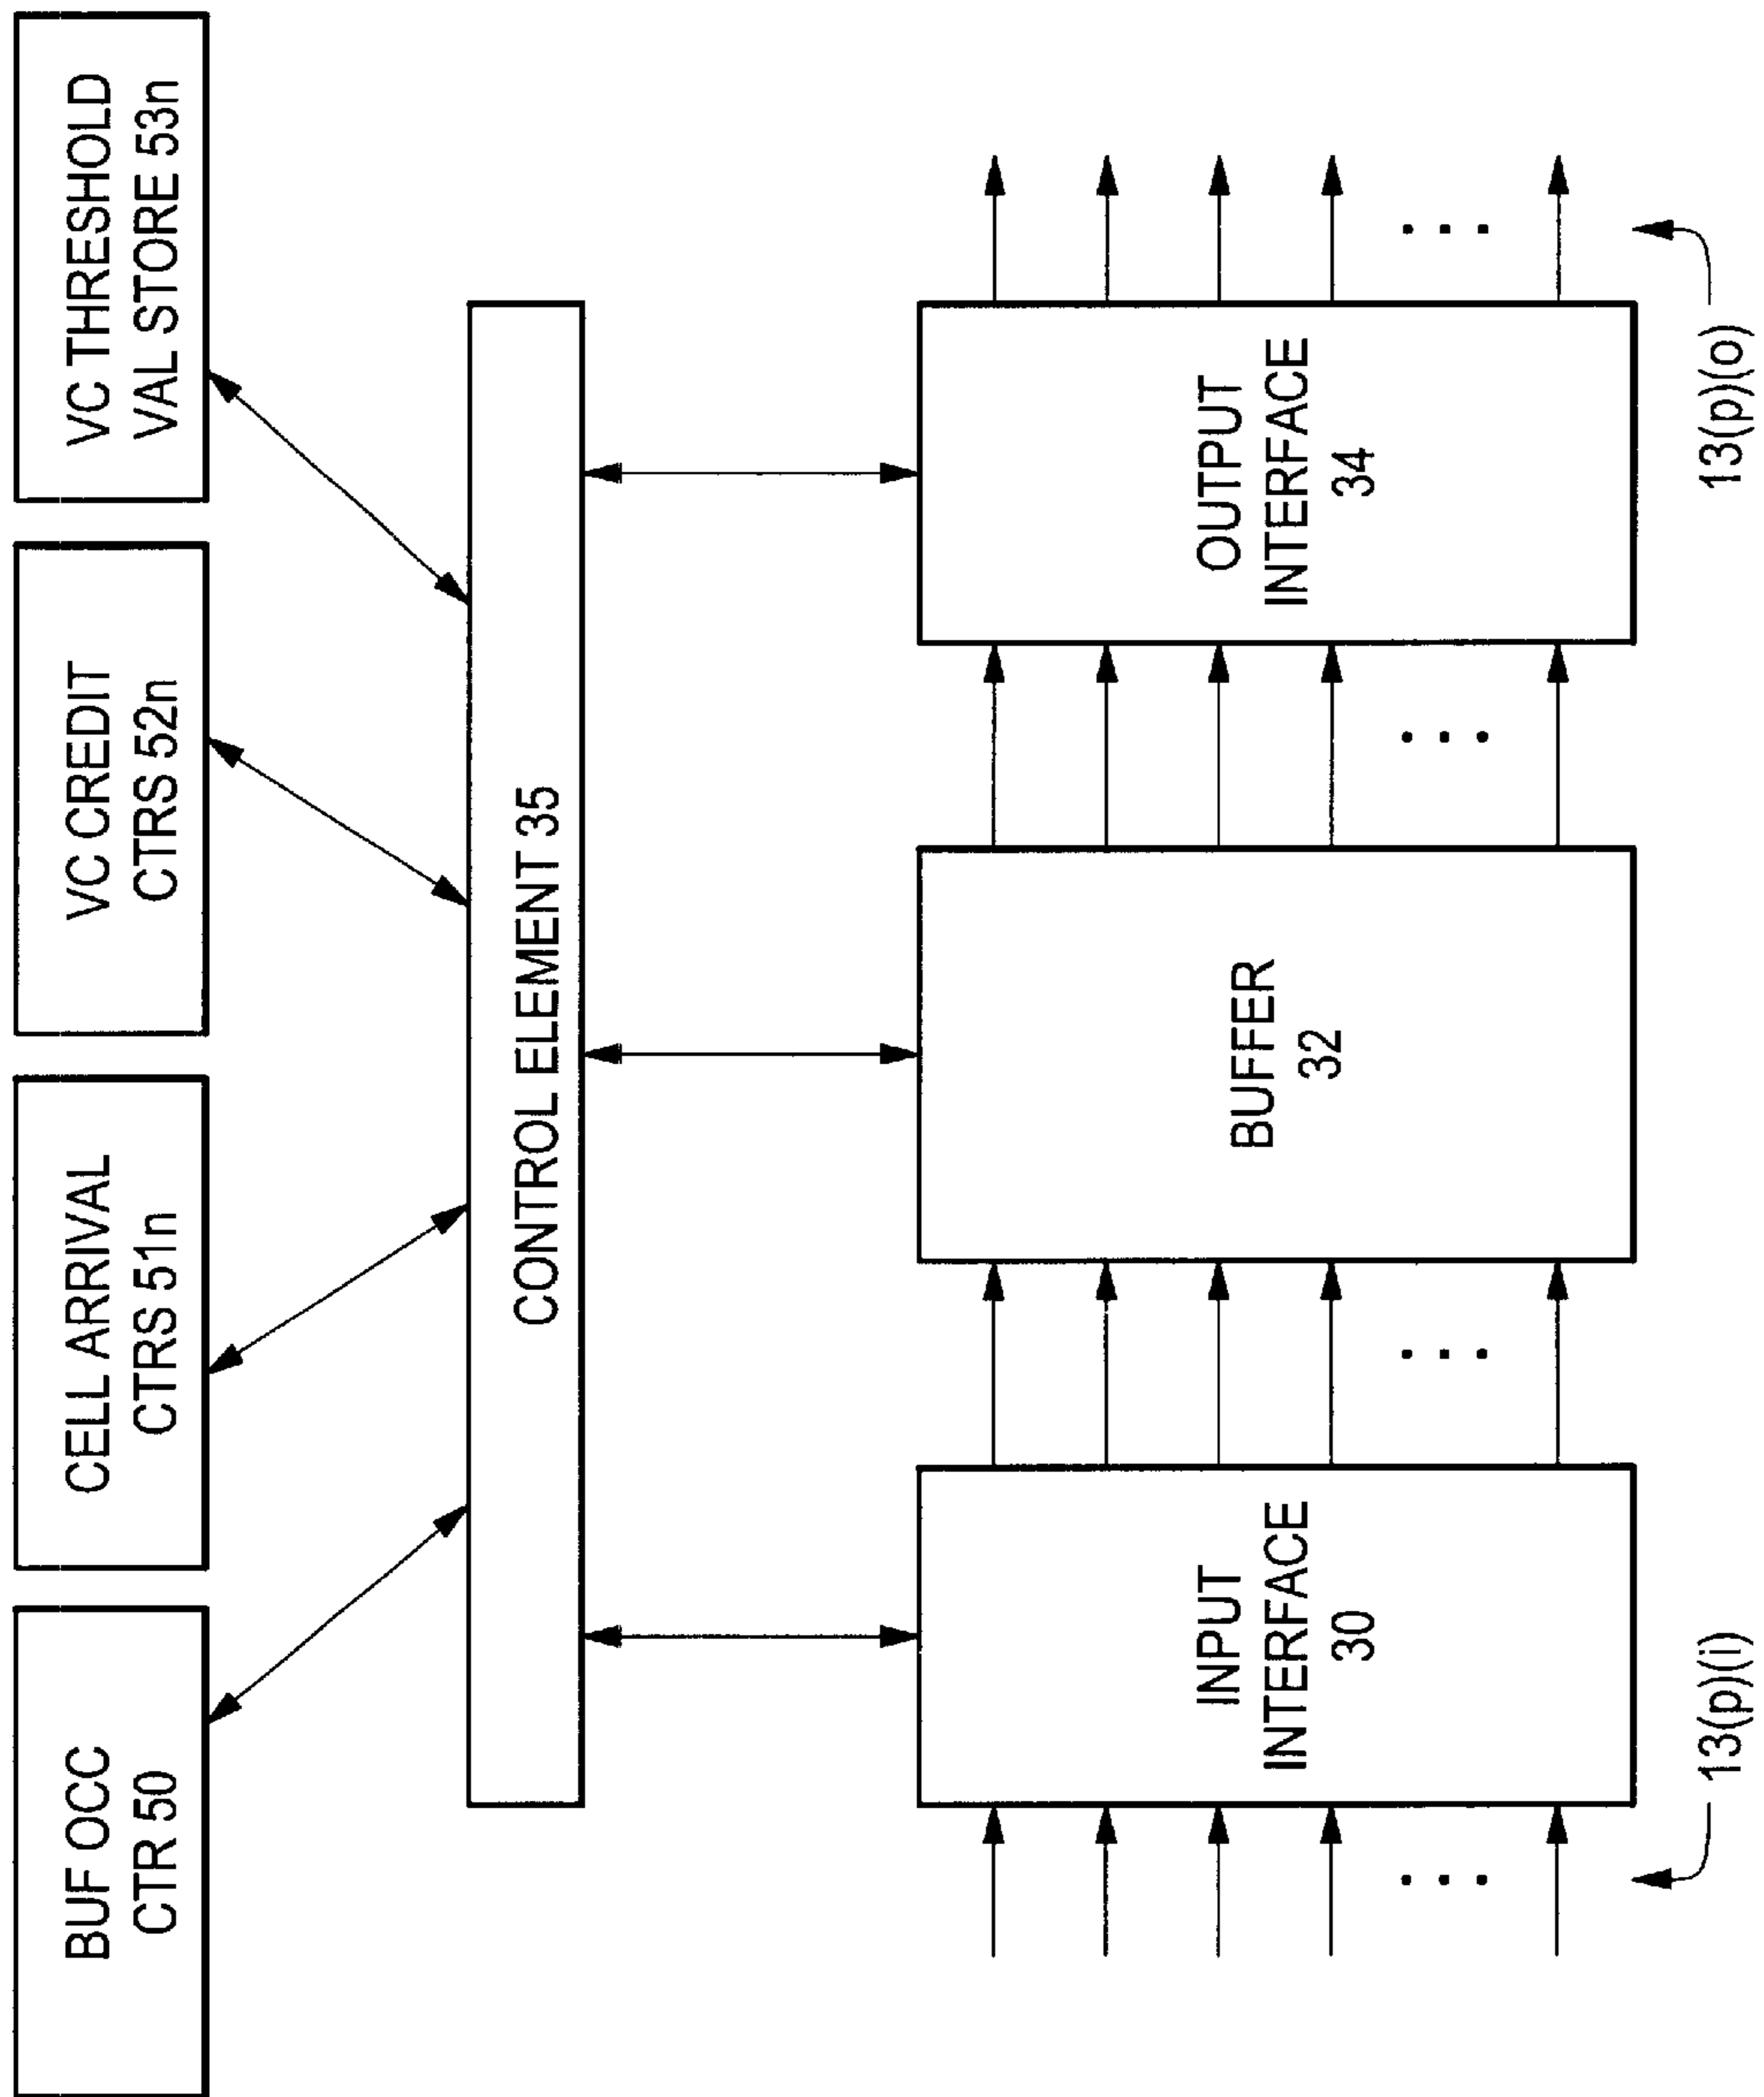 BUF OCC
CTR 50
CELL ARRIVAL
CTRS 51n
VC CREDIT
CTRS 52n
VC THRESHOLD
VAL STORE 53n
CONTROL ELEMENT 35
INPUT
INTERFACE
30
BUFFER
32
OUTPUT
INTERFACE
34
13(p)(i)
13(p)(o)